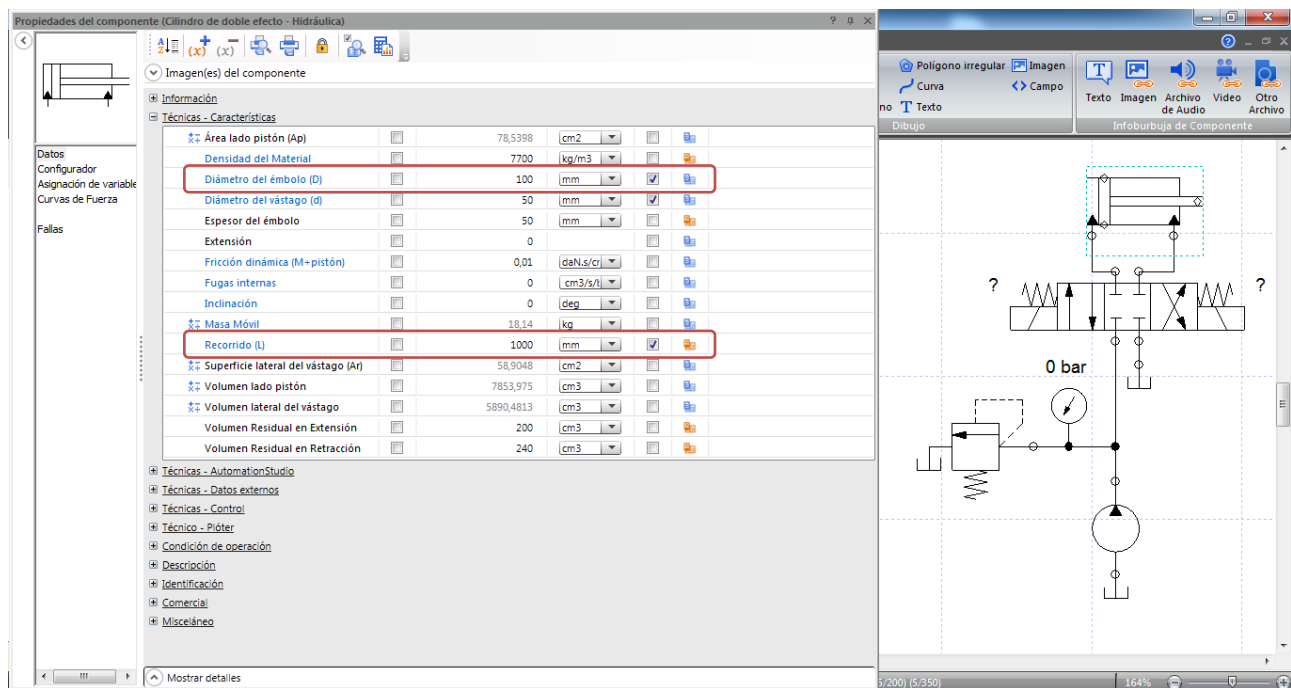 Propiedades del componente (Cilindro de doble efecto - Hidráulica)
Imagen(es) del componente
Información
Técnicas - Características
Área lado pistón (Ap) 78,5398 cm2
Densidad del Material 7700 kg/m3
Diámetro del émbolo (D) 100 mm
Diámetro del vástago (d) 50 mm
Espesor del émbolo 50 mm
Extensión 0
Fricción dinámica (M+pistón) 0,01 daN.s/cr
Fugas internas 0 cm3/s/b
Inclinación 0 deg
Masa Móvil 18,14 kg
Recorrido (L) 1000 mm
Superficie lateral del vástago (Ar) 58,9048 cm2
Volumen lado pistón 7853,975 cm3
Volumen lateral del vástago 5890,4813 cm3
Volumen Residual en Extensión 200 cm3
Volumen Residual en Retracción 240 cm3
Técnicas - AutomationStudio
Técnicas - Datos externos
Técnicas - Control
Técnico - Plóter
Condición de operación
Descripción
Identificación
Comercial
Misceláneo
Mostrar detalles
Datos
Configurador
Asignación de variable
Curvas de Fuerza
Fallas
Polígono irregular Imagen
Curva Campo
no Texto
Dibujo
Texto Imagen Archivo de Audio Video Otro Archivo
Infoburbuja de Componente
? ?
0 bar
5/200) (5/350)
164%